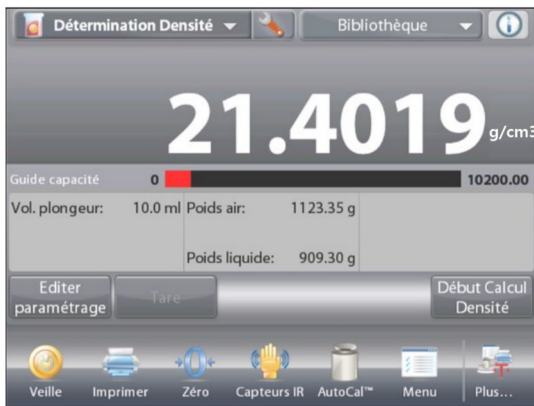 Détermination Densité
Bibliothèque
21.4019 g/cm3
Guide capacité 0 10200.00
Vol. plongeur: 10.0 ml Poids air: 1123.35 g
Poids liquide: 909.30 g
Editer paramétrage
Tare
Début Calcul Densité
Veille Imprimer Zéro Capteurs IR AutoCal™ Menu Plus...